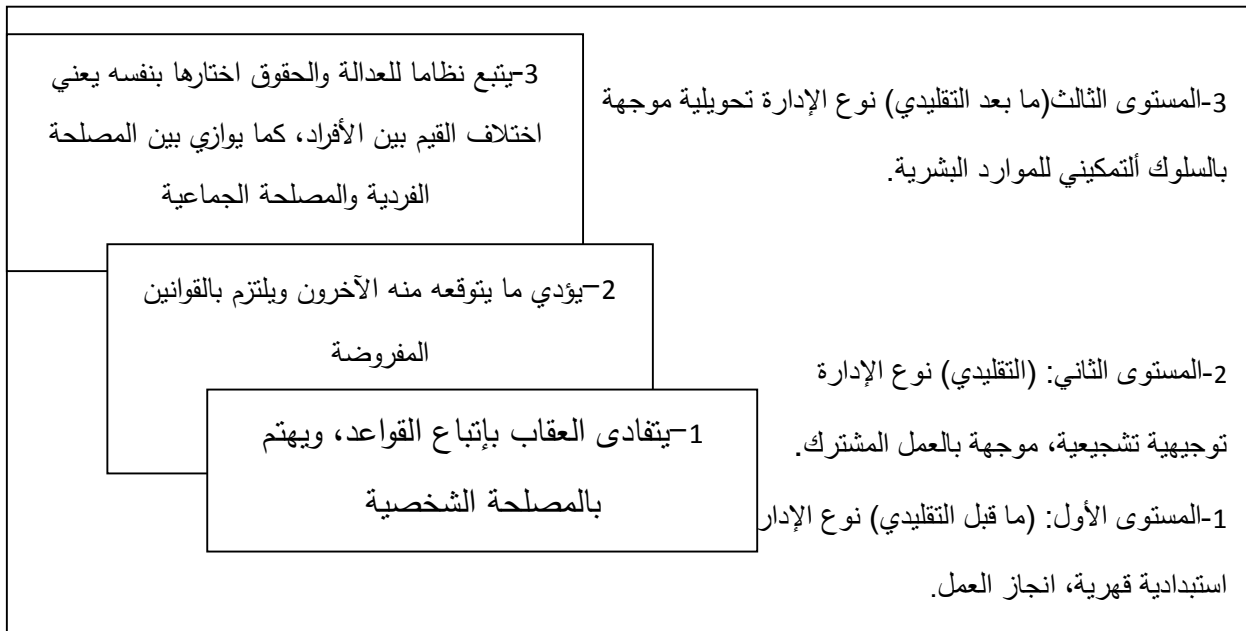 3-يتبع نظاما للعدالة والحقوق اختارها بنفسه يعني
اختلاف القيم بين الأفراد، كما يوازي بين المصلحة
الفردية والمصلحة الجماعية
3-المستوى الثالث(ما بعد التقليدي) نوع الإدارة تحويلية موجهة
بالسلوك ألتمكيني للموارد البشرية.
2–يؤدي ما يتوقعه منه الآخرون ويلتزم بالقوانين
المفروضة
2-المستوى الثاني: (التقليدي) نوع الإدارة
توجيهية تشجيعية، موجهة بالعمل المشترك.
1–يتفادى العقاب بإتباع القواعد، ويهتم
بالمصلحة الشخصية
1-المستوى الأول: (ما قبل التقليدي) نوع الإدار
استبدادية قهرية، انجاز العمل.